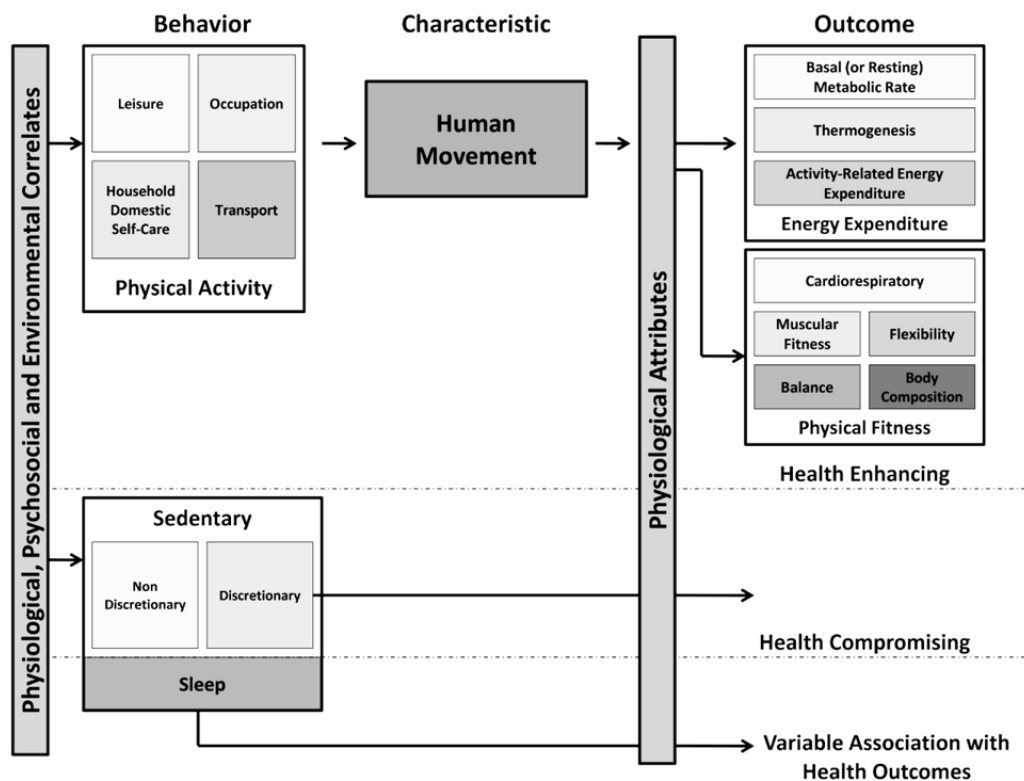 Behavior
Characteristic
Outcome
Physiological, Psychosocial and Environmental Correlates
Leisure
Occupation
Household
Domestic
Self-Care
Transport
Physical Activity
Human
Movement
Physiological Attributes
Basal (or Resting)
Metabolic Rate
Thermogenesis
Activity-Related Energy
Expenditure
Energy Expenditure
Cardiorespiratory
Muscular
Fitness
Flexibility
Balance
Body
Composition
Physical Fitness
Health Enhancing
Sedentary
Non
Discretionary
Discretionary
Health Compromising
Sleep
Variable Association with
Health Outcomes